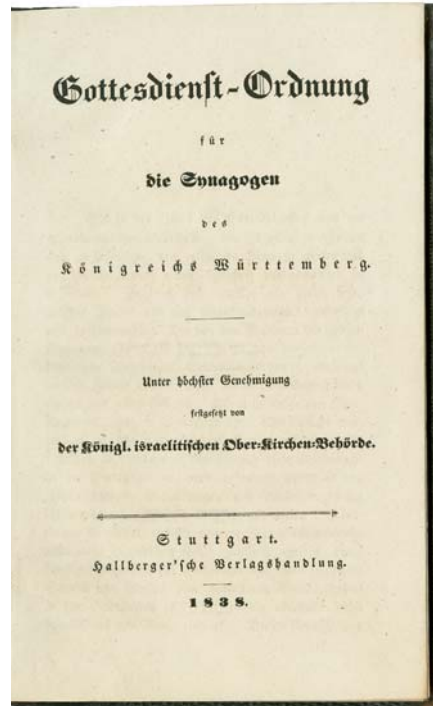 Gottesdienst-Ordnung
für
die Synagogen
des
Königreichs Württemberg.
Unter höchster Genehmigung
festgesetzt von
der Königl. israelitischen Ober-Kirchen-Behörde.
Stuttgart.
Hallberger'sche Verlagshandlung.
1838.